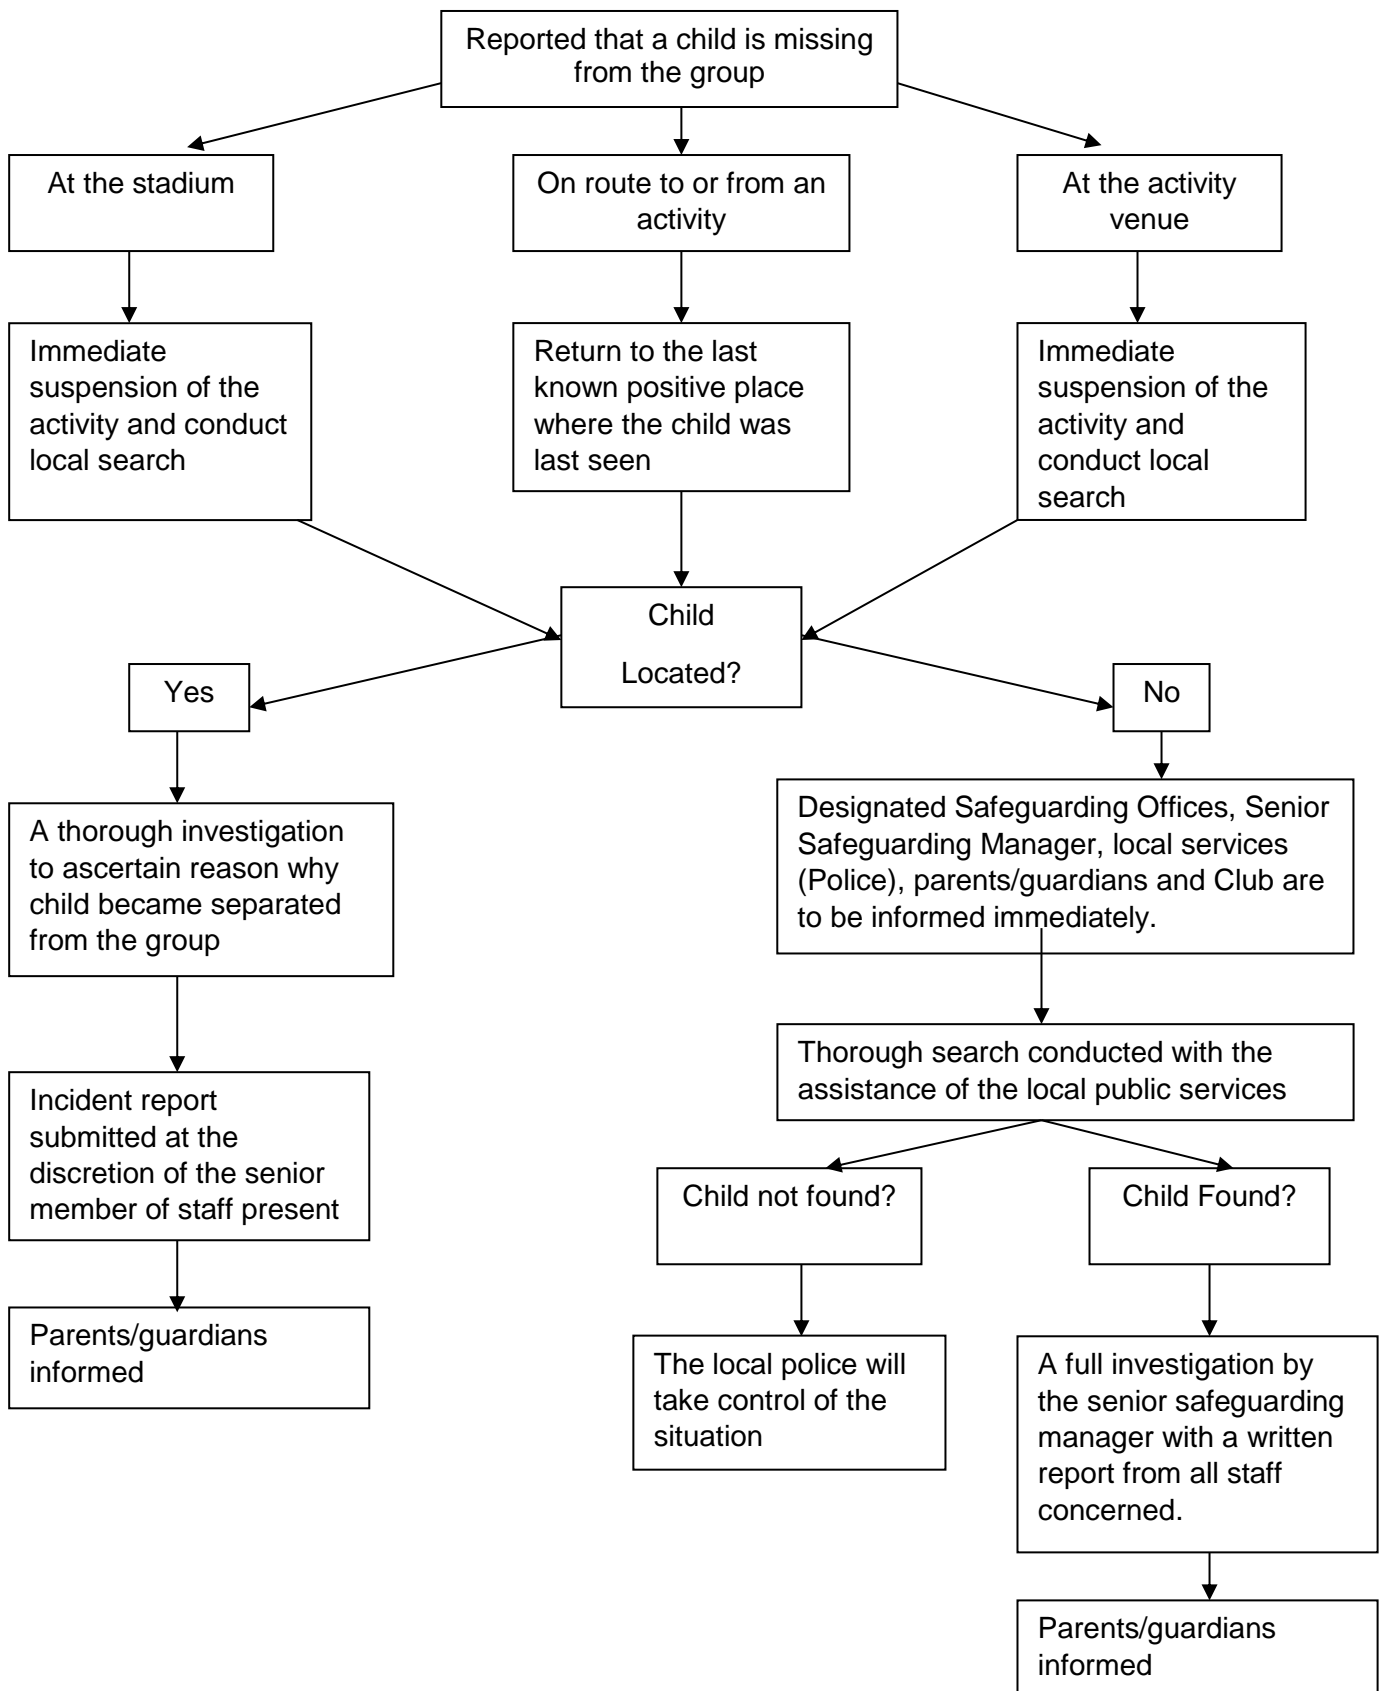 Reported that a child is missing
from the group
At the stadium
On route to or from an
activity
At the activity
venue
Immediate
suspension of the
activity and conduct
local search
Return to the last
known positive place
where the child was
last seen
Immediate
suspension of the
activity and
conduct local
search
Child
Located?
Yes
No
A thorough investigation
to ascertain reason why
child became separated
from the group
Designated Safeguarding Offices, Senior
Safeguarding Manager, local services
(Police), parents/guardians and Club are
to be informed immediately.
Thorough search conducted with the
assistance of the local public services
Incident report
submitted at the
discretion of the senior
member of staff present
Child not found?
Child Found?
Parents/guardians
informed
The local police will
take control of the
situation
A full investigation by
the senior safeguarding
manager with a written
report from all staff
concerned.
Parents/guardians
informed